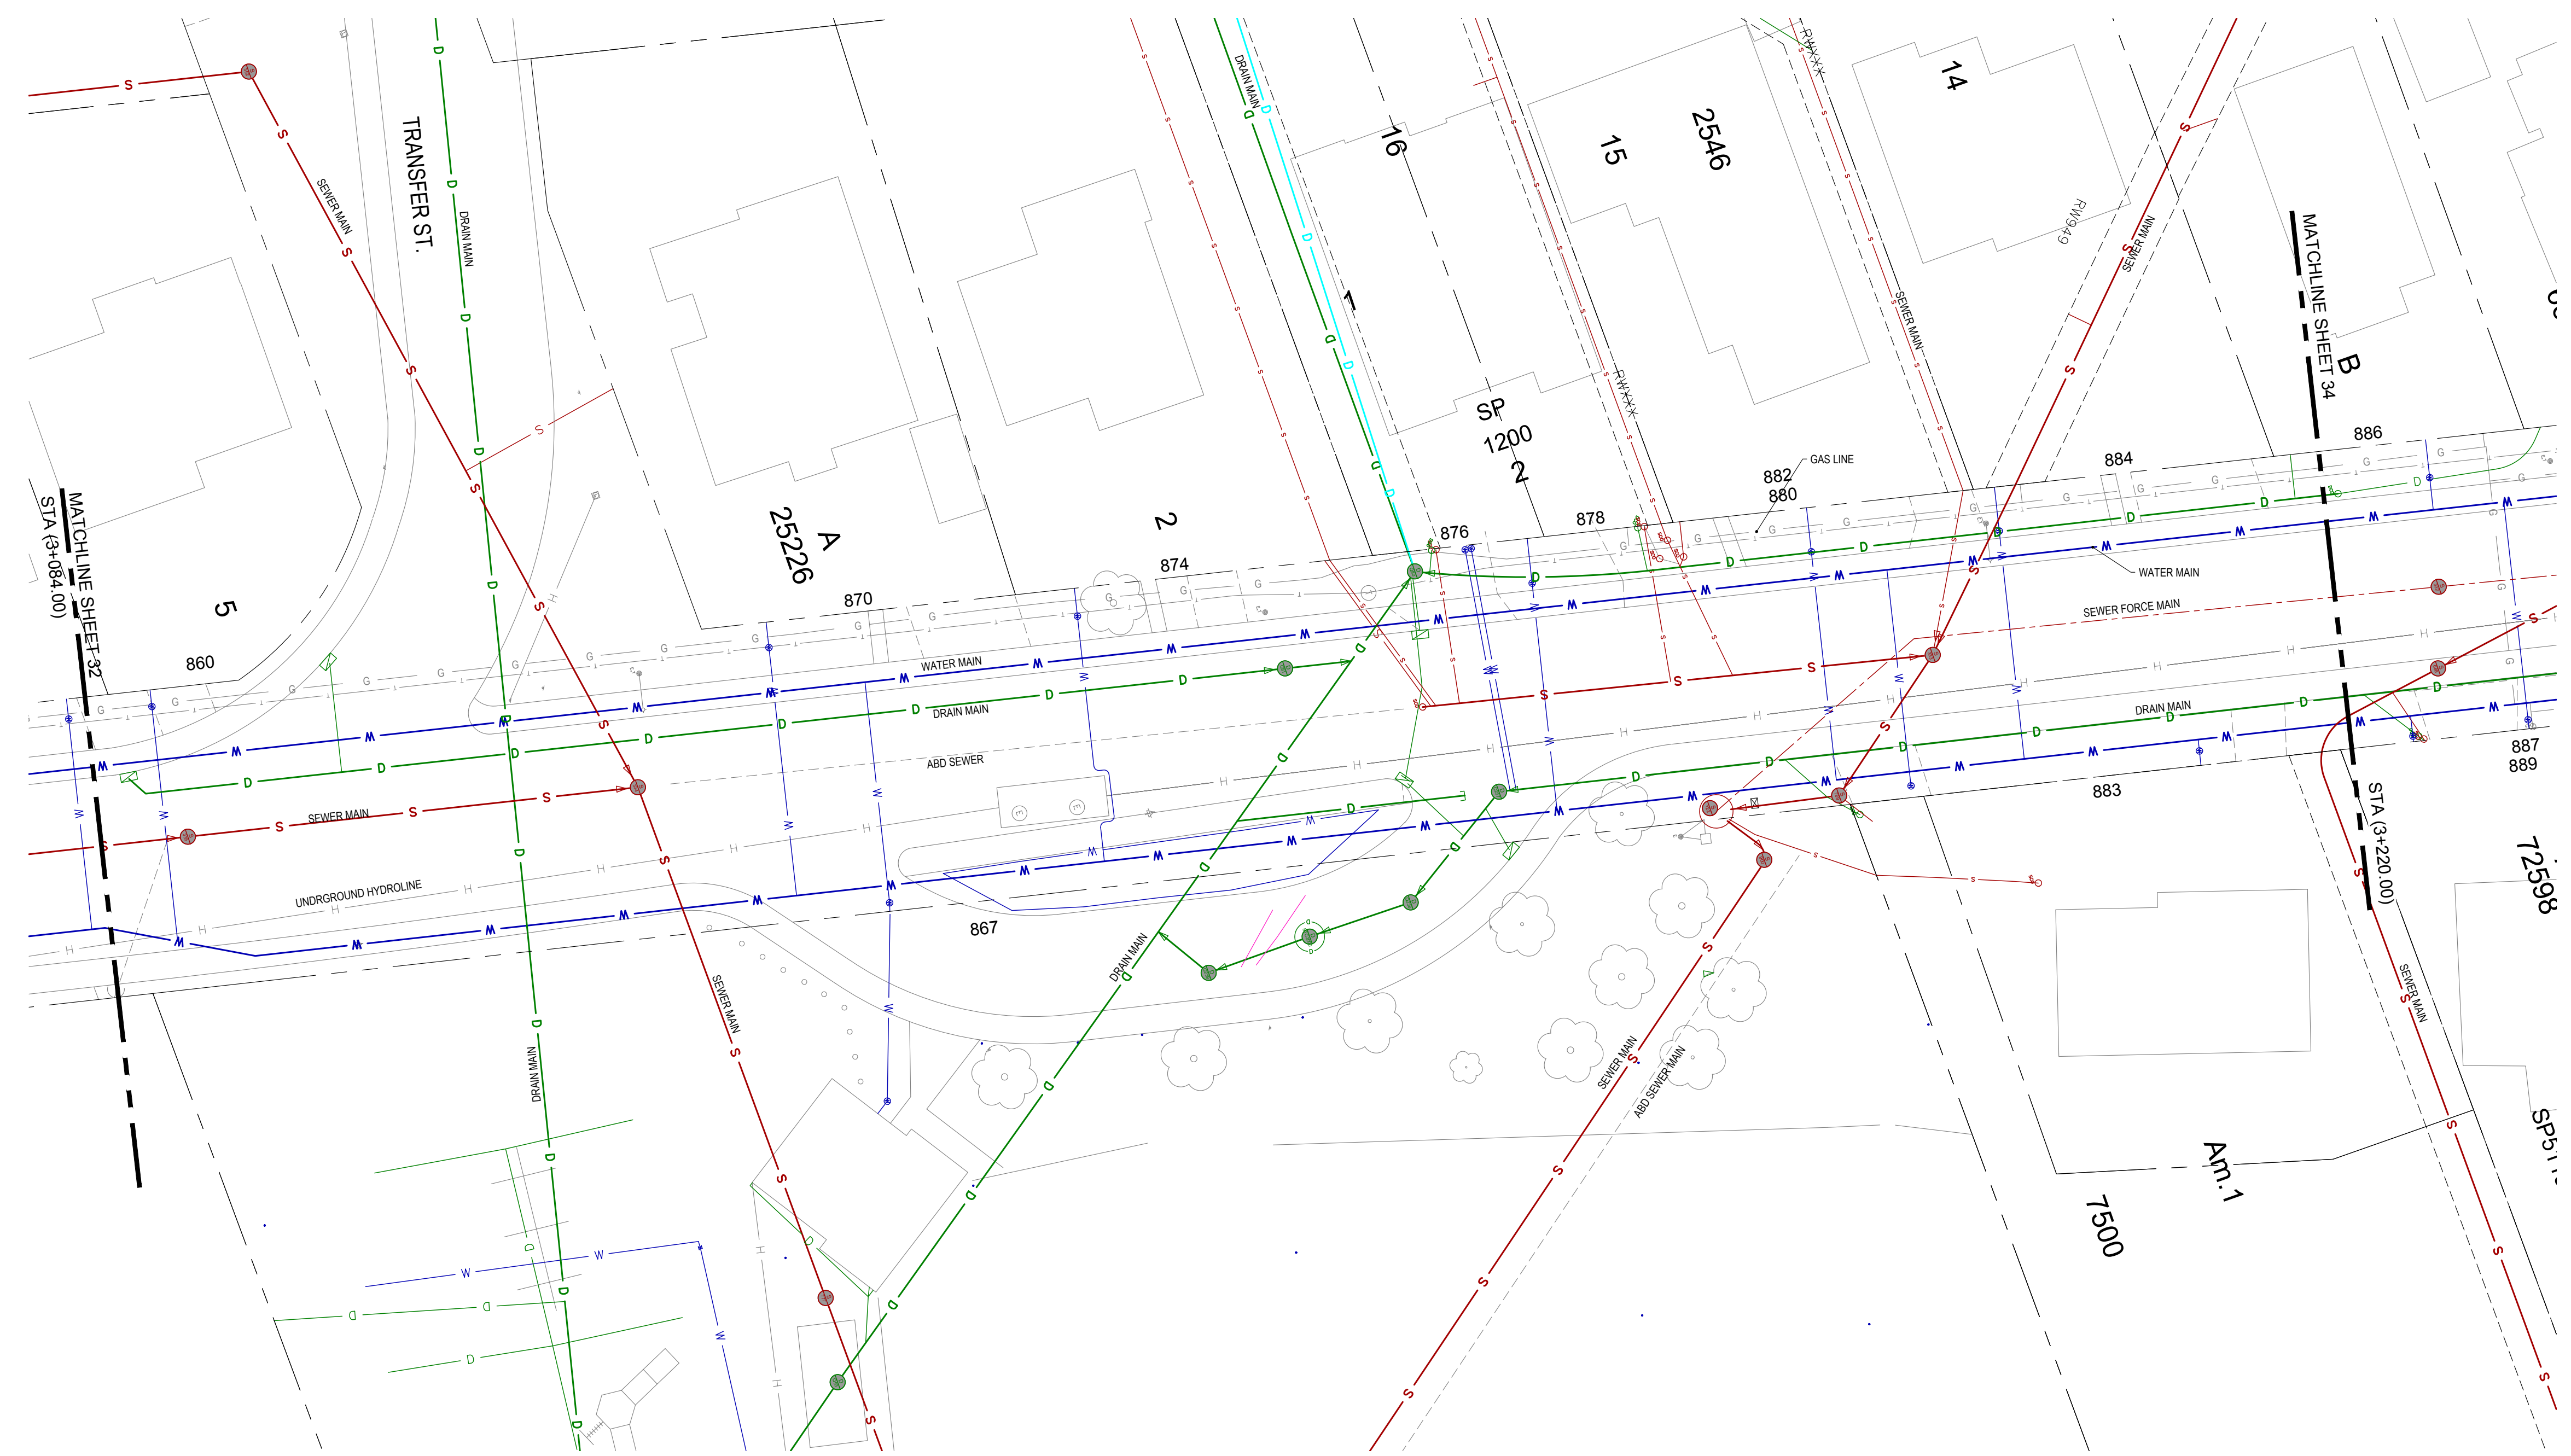 TRANSFER ST.
SEWER MAIN
DRAIN MAIN
DRAIN MAIN
16
15
2546
14
RWXXX
RW949
SEWER MAIN
MATCHLINE SHEET 34
B
1
SP
1200
2
RWXXX
SEWER MAIN
GAS LINE
882
880
884
886
878
876
874
2
A
25226
870
860
5
MATCHLINE SHEET 32
STA (3+084.00)
WATER MAIN
SEWER FORCE MAIN
WATER MAIN
DRAIN MAIN
DRAIN MAIN
ABD SEWER
SEWER MAIN
UNDRGROUND HYDROLINE
867
883
887
889
STA (3+220.00)
72598
SEWER MAIN
DRAIN MAIN
DRAIN MAIN
SEWER MAIN
ABD SEWER MAIN
SEWER MAIN
Am.1
7500